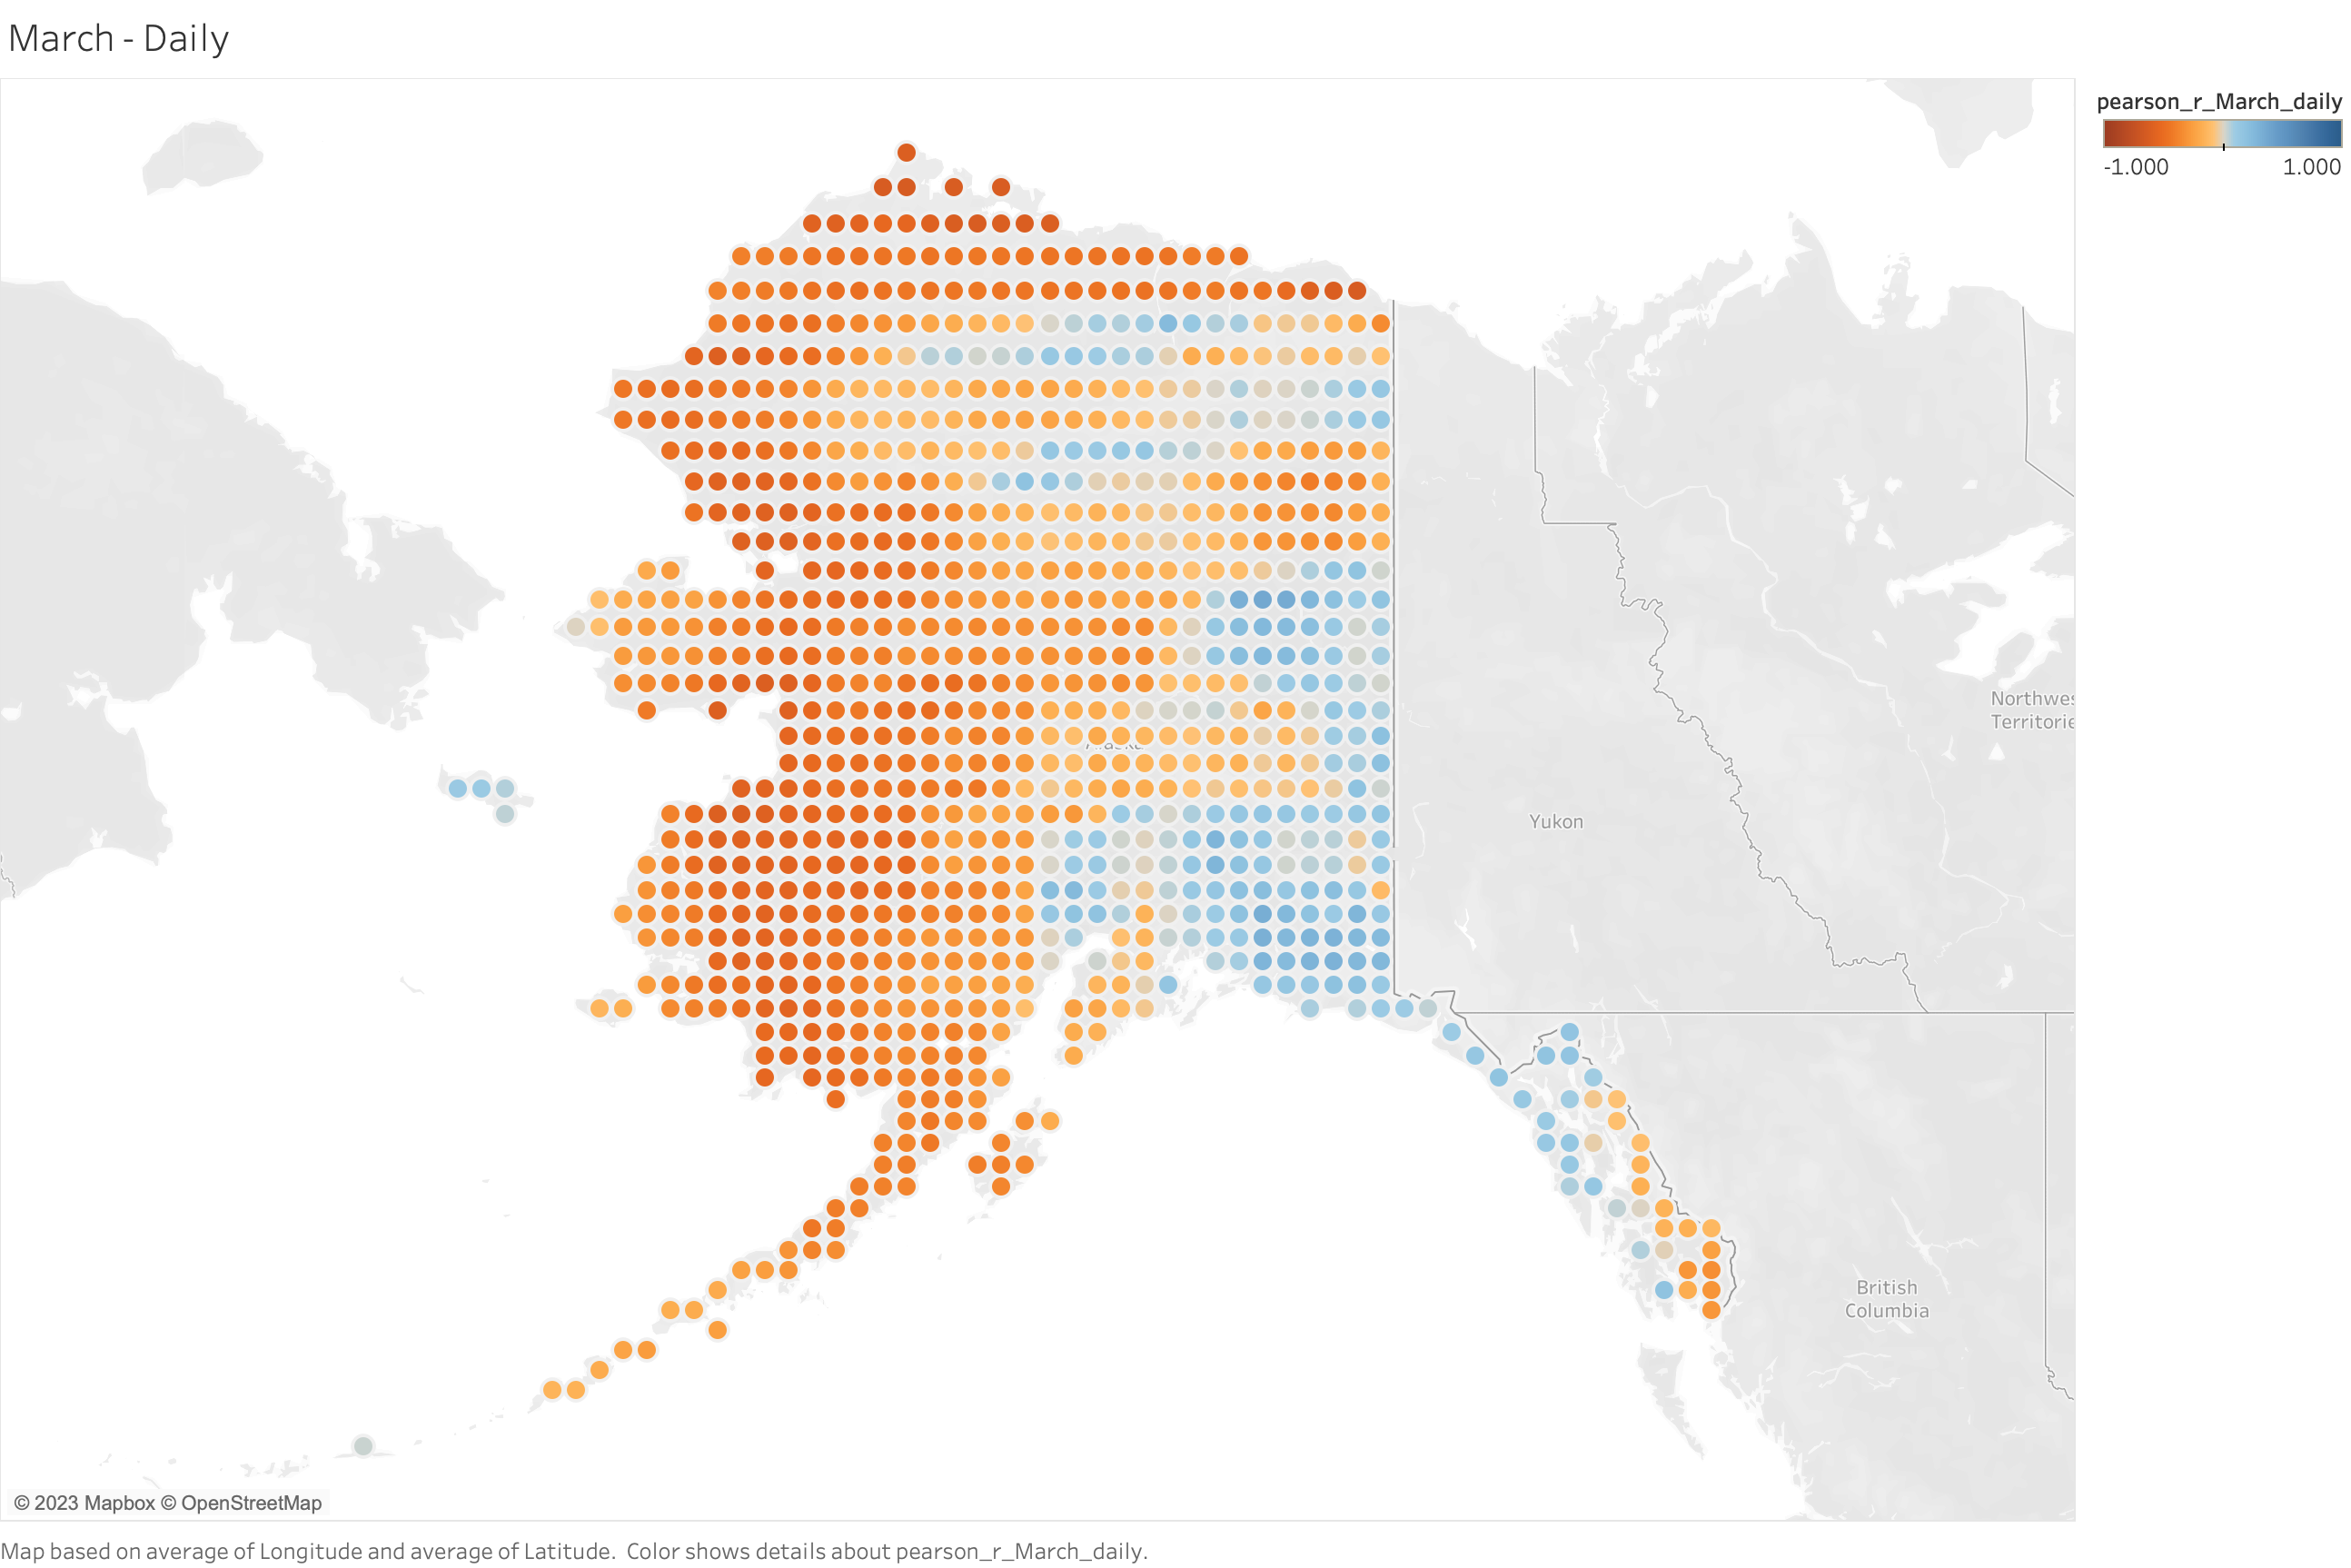 March - Daily
pearson_r_March_daily
-1.000 1.000
Northwes
Territorie
Yukon
British
Columbia
© 2023 Mapbox © OpenStreetMap
Map based on average of Longitude and average of Latitude. Color shows details about pearson_r_March_daily.